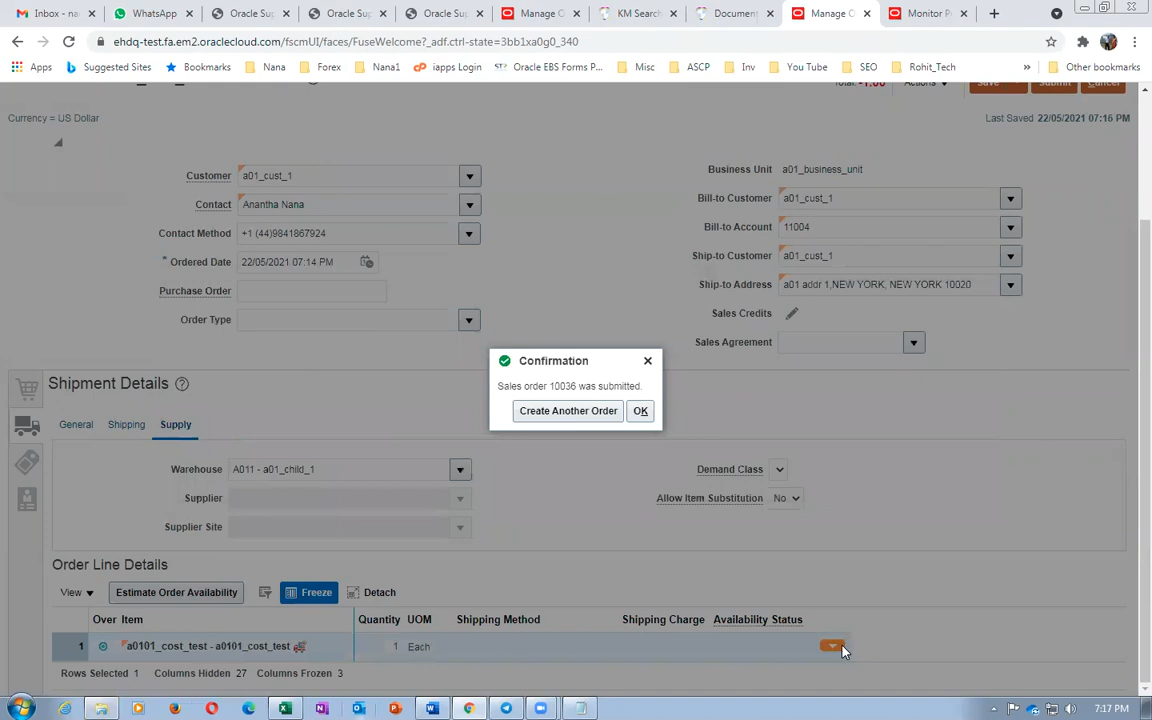 Inbox - na
WhatsApp
Oracle Sup
Oracle Sup
Oracle Sup
Manage O
KM Search
Document
Manage O
Monitor P
ehdq-test.fa.em2.oraclecloud.com/fscmUI/faces/FuseWelcome?_adf.ctrl-state=3bb1xa0g0_340
Apps
Suggested Sites
Bookmarks
Nana
Forex
Nana1
iapps Login
Oracle EBS Forms P...
Misc
ASCP
Inv
You Tube
SEO
Rohit_Tech
»
Other bookmarks
Total: -1.00 Actions Save Submit Cancel
Currency = US Dollar
Last Saved 22/05/2021 07:16 PM
Customer a01_cust_1
Business Unit a01_business_unit
Contact Anantha Nana
Bill-to Customer a01_cust_1
Contact Method +1 (44)9841867924
Bill-to Account 11004
* Ordered Date 22/05/2021 07:14 PM
Ship-to Customer a01_cust_1
Purchase Order
Ship-to Address a01 addr 1,NEW YORK, NEW YORK 10020
Order Type
Sales Credits
Sales Agreement
Confirmation
Sales order 10036 was submitted.
Create Another Order OK
Shipment Details
General Shipping Supply
Warehouse A011 - a01_child_1
Demand Class
Supplier
Allow Item Substitution No
Supplier Site
Order Line Details
View Estimate Order Availability Freeze Detach
Over Item Quantity UOM Shipping Method Shipping Charge Availability Status
1 a0101_cost_test - a0101_cost_test 1 Each
Rows Selected 1 Columns Hidden 27 Columns Frozen 3
7:17 PM